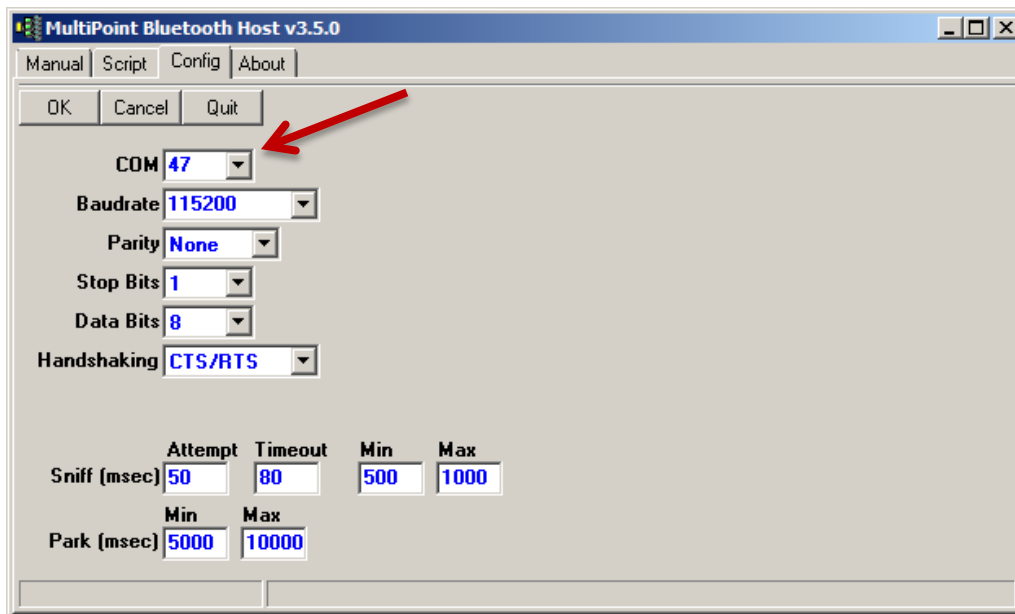 MultiPoint Bluetooth Host v3.5.0
Manual Script Config About
OK Cancel Quit
COM 47
Baudrate 115200
Parity None
Stop Bits 1
Data Bits 8
Handshaking CTS/RTS
Attempt Timeout Min Max
Sniff (msec) 50 80 500 1000
Min Max
Park (msec) 5000 10000